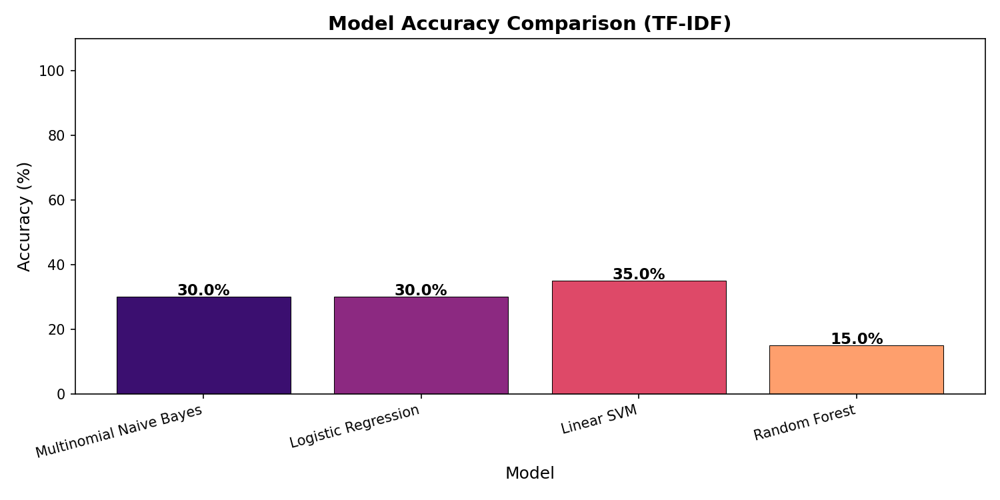 Model Accuracy Comparison (TF-IDF)
Accuracy (%)
100
80
60
40
20
0
30.0%
30.0%
35.0%
15.0%
Multinomial Naive Bayes
Logistic Regression
Linear SVM
Random Forest
Model